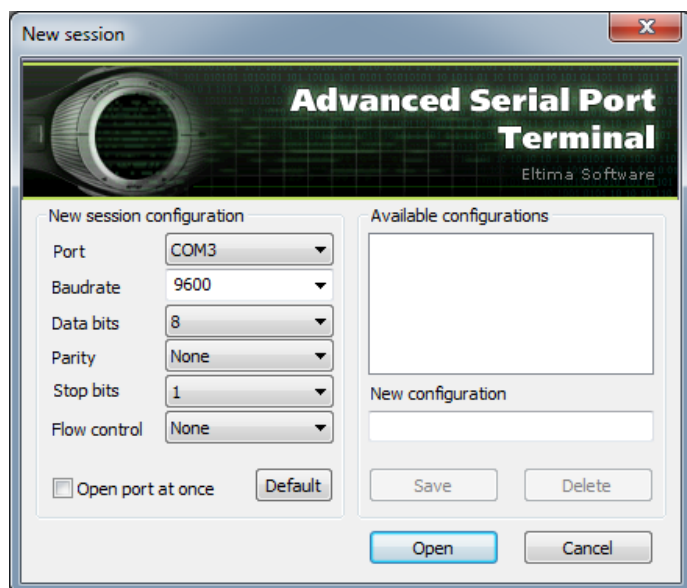 New session
Advanced Serial Port
Terminal
Eltima Software
New session configuration
Port COM3
Baudrate 9600
Data bits 8
Parity None
Stop bits 1
Flow control None
Open port at once Default
Available configurations
New configuration
Save Delete
Open Cancel